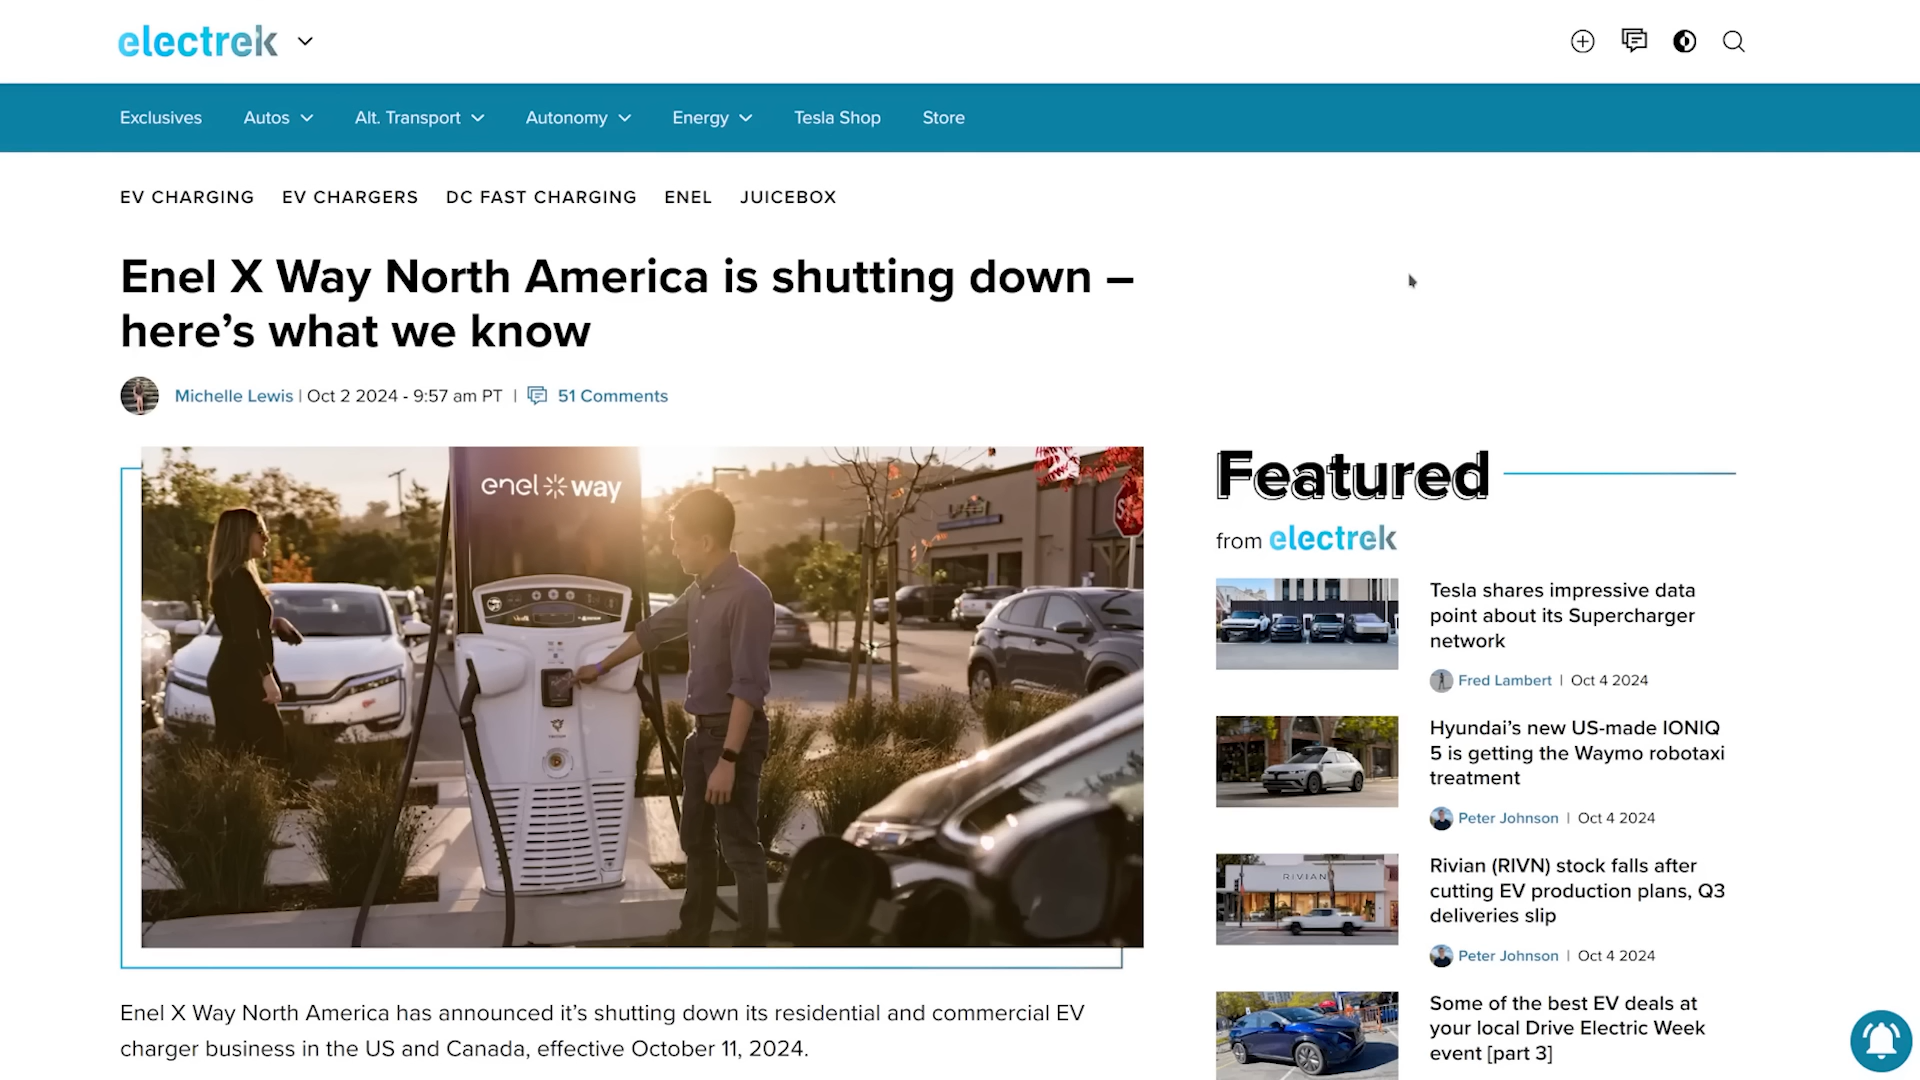 electrek
Exclusives Autos Alt. Transport Autonomy Energy Tesla Shop Store
EV CHARGING EV CHARGERS DC FAST CHARGING ENEL JUICEBOX
Enel X Way North America is shutting down –
here’s what we know
Michelle Lewis | Oct 2 2024 - 9:57 am PT | 51 Comments
enel way
Featured
from electrek
Tesla shares impressive data
point about its Supercharger
network
Fred Lambert | Oct 4 2024
Hyundai’s new US-made IONIQ
5 is getting the Waymo robotaxi
treatment
Peter Johnson | Oct 4 2024
RIVIAN
Rivian (RIVN) stock falls after
cutting EV production plans, Q3
deliveries slip
Peter Johnson | Oct 4 2024
Some of the best EV deals at
your local Drive Electric Week
event [part 3]
Enel X Way North America has announced it’s shutting down its residential and commercial EV
charger business in the US and Canada, effective October 11, 2024.